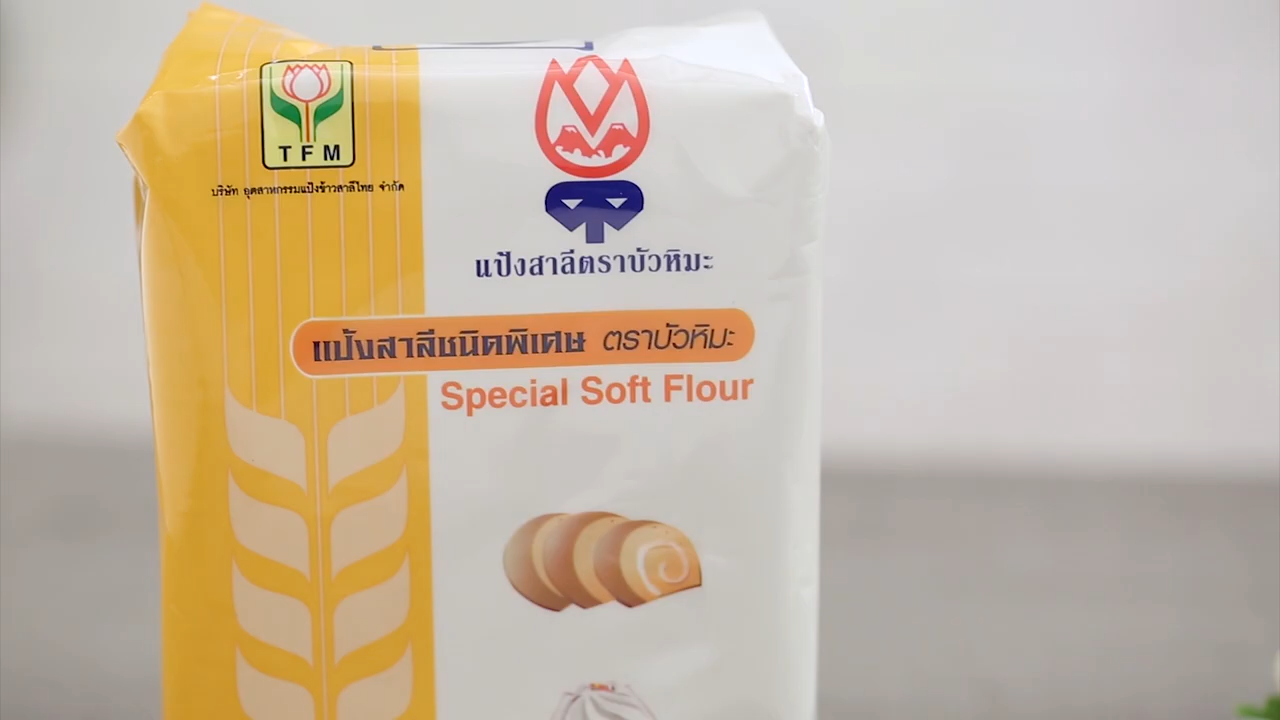 TFM
บริษัท อุตสาหกรรมแป้งข้าวสาลีไทย จำกัด
แป้งสาลีตราบัวหิมะ
แป้งสาลีชนิดพิเศษ ตราบัวหิมะ
Special Soft Flour